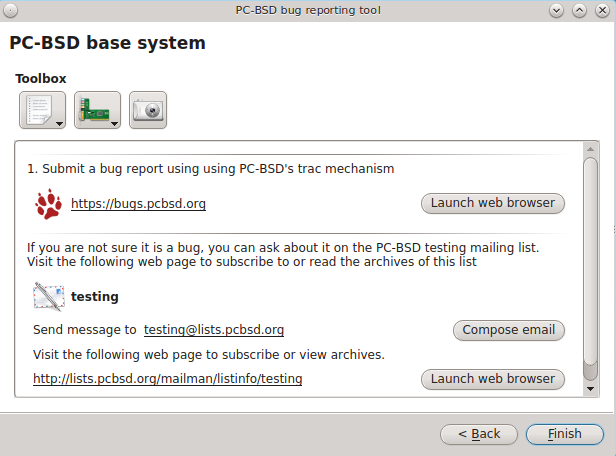 PC-BSD bug reporting tool
PC-BSD base system
Toolbox
1. Submit a bug report using using PC-BSD's trac mechanism
https://bugs.pcbsd.org
Launch web browser
If you are not sure it is a bug, you can ask about it on the PC-BSD testing mailing list.
Visit the following web page to subscribe to or read the archives of this list
testing
Send message to testing@lists.pcbsd.org
Compose email
Visit the following web page to subscribe or view archives.
http://lists.pcbsd.org/mailman/listinfo/testing
Launch web browser
< Back
Finish